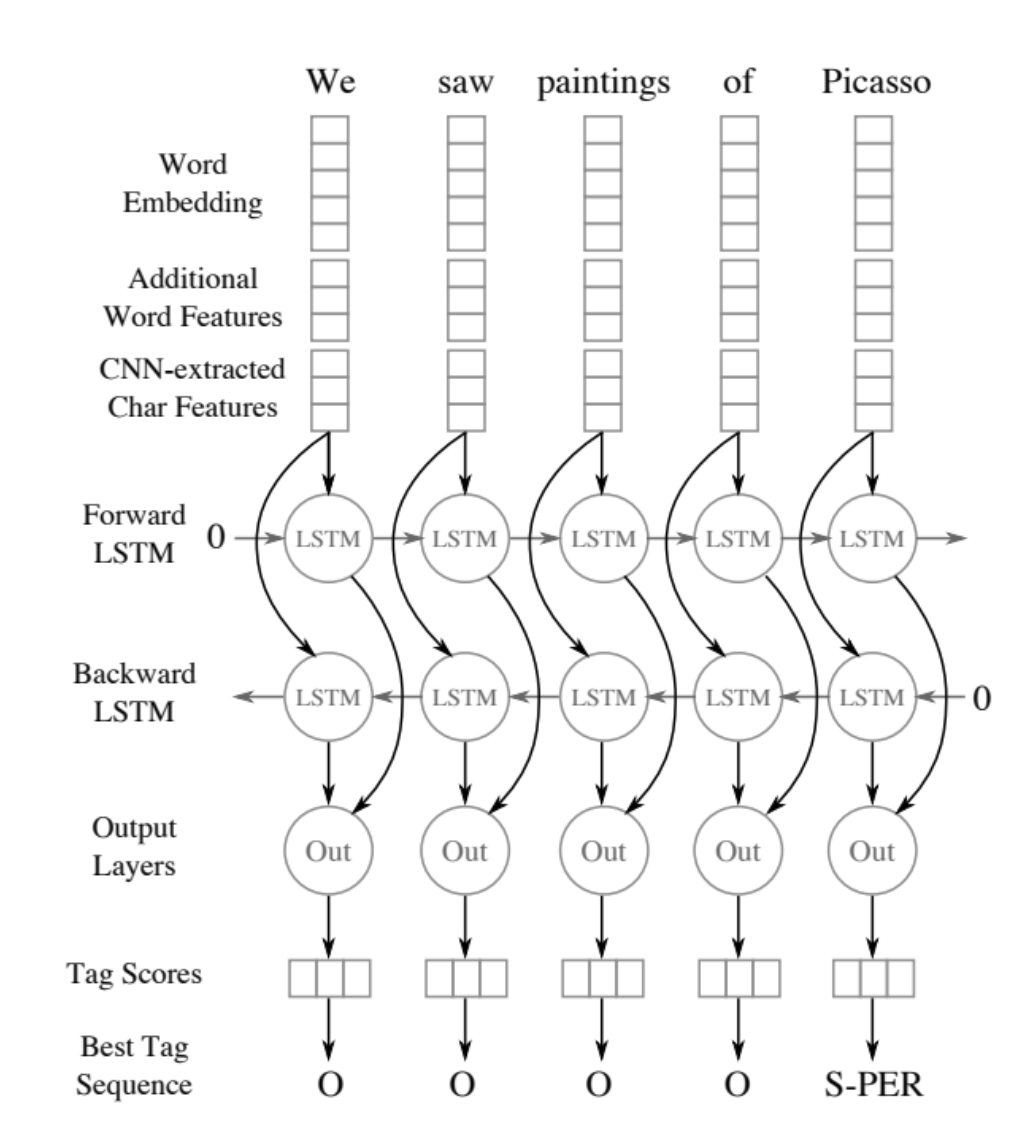 We saw paintings of Picasso
Word
Embedding
Additional
Word Features
CNN-extracted
Char Features
Forward
LSTM
0 LSTM LSTM LSTM LSTM LSTM
Backward
LSTM
LSTM LSTM LSTM LSTM LSTM 0
Output
Layers
Out Out Out Out Out
Tag Scores
Best Tag
Sequence
O O O O S-PER